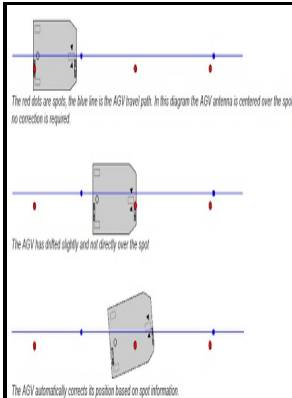 The red dots are spots, the blue line is the AGV travel path. In this diagram the AGV antenna is centered over the spot
no correction is required.
The AGV has drifted slightly and not directly over the spot
The AGV automatically corrects its position based on spot information.